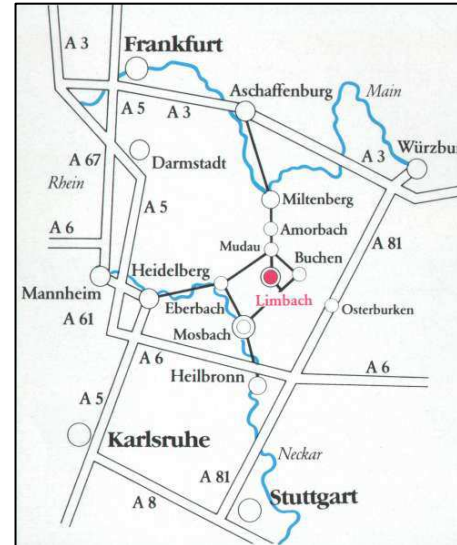 A 3
Frankfurt
Aschaffenburg
Main
A 5
A 3
Würzbur
A 3
A 67
Darmstadt
Rhein
A 5
Miltenberg
Amorbach
A 6
Mudau
Buchen
A 81
Heidelberg
Mannheim
Limbach
Eberbach
Osterburken
A 61
Mosbach
A 6
A 6
Heilbronn
A 5
Karlsruhe
Neckar
A 81
A 8
Stuttgart